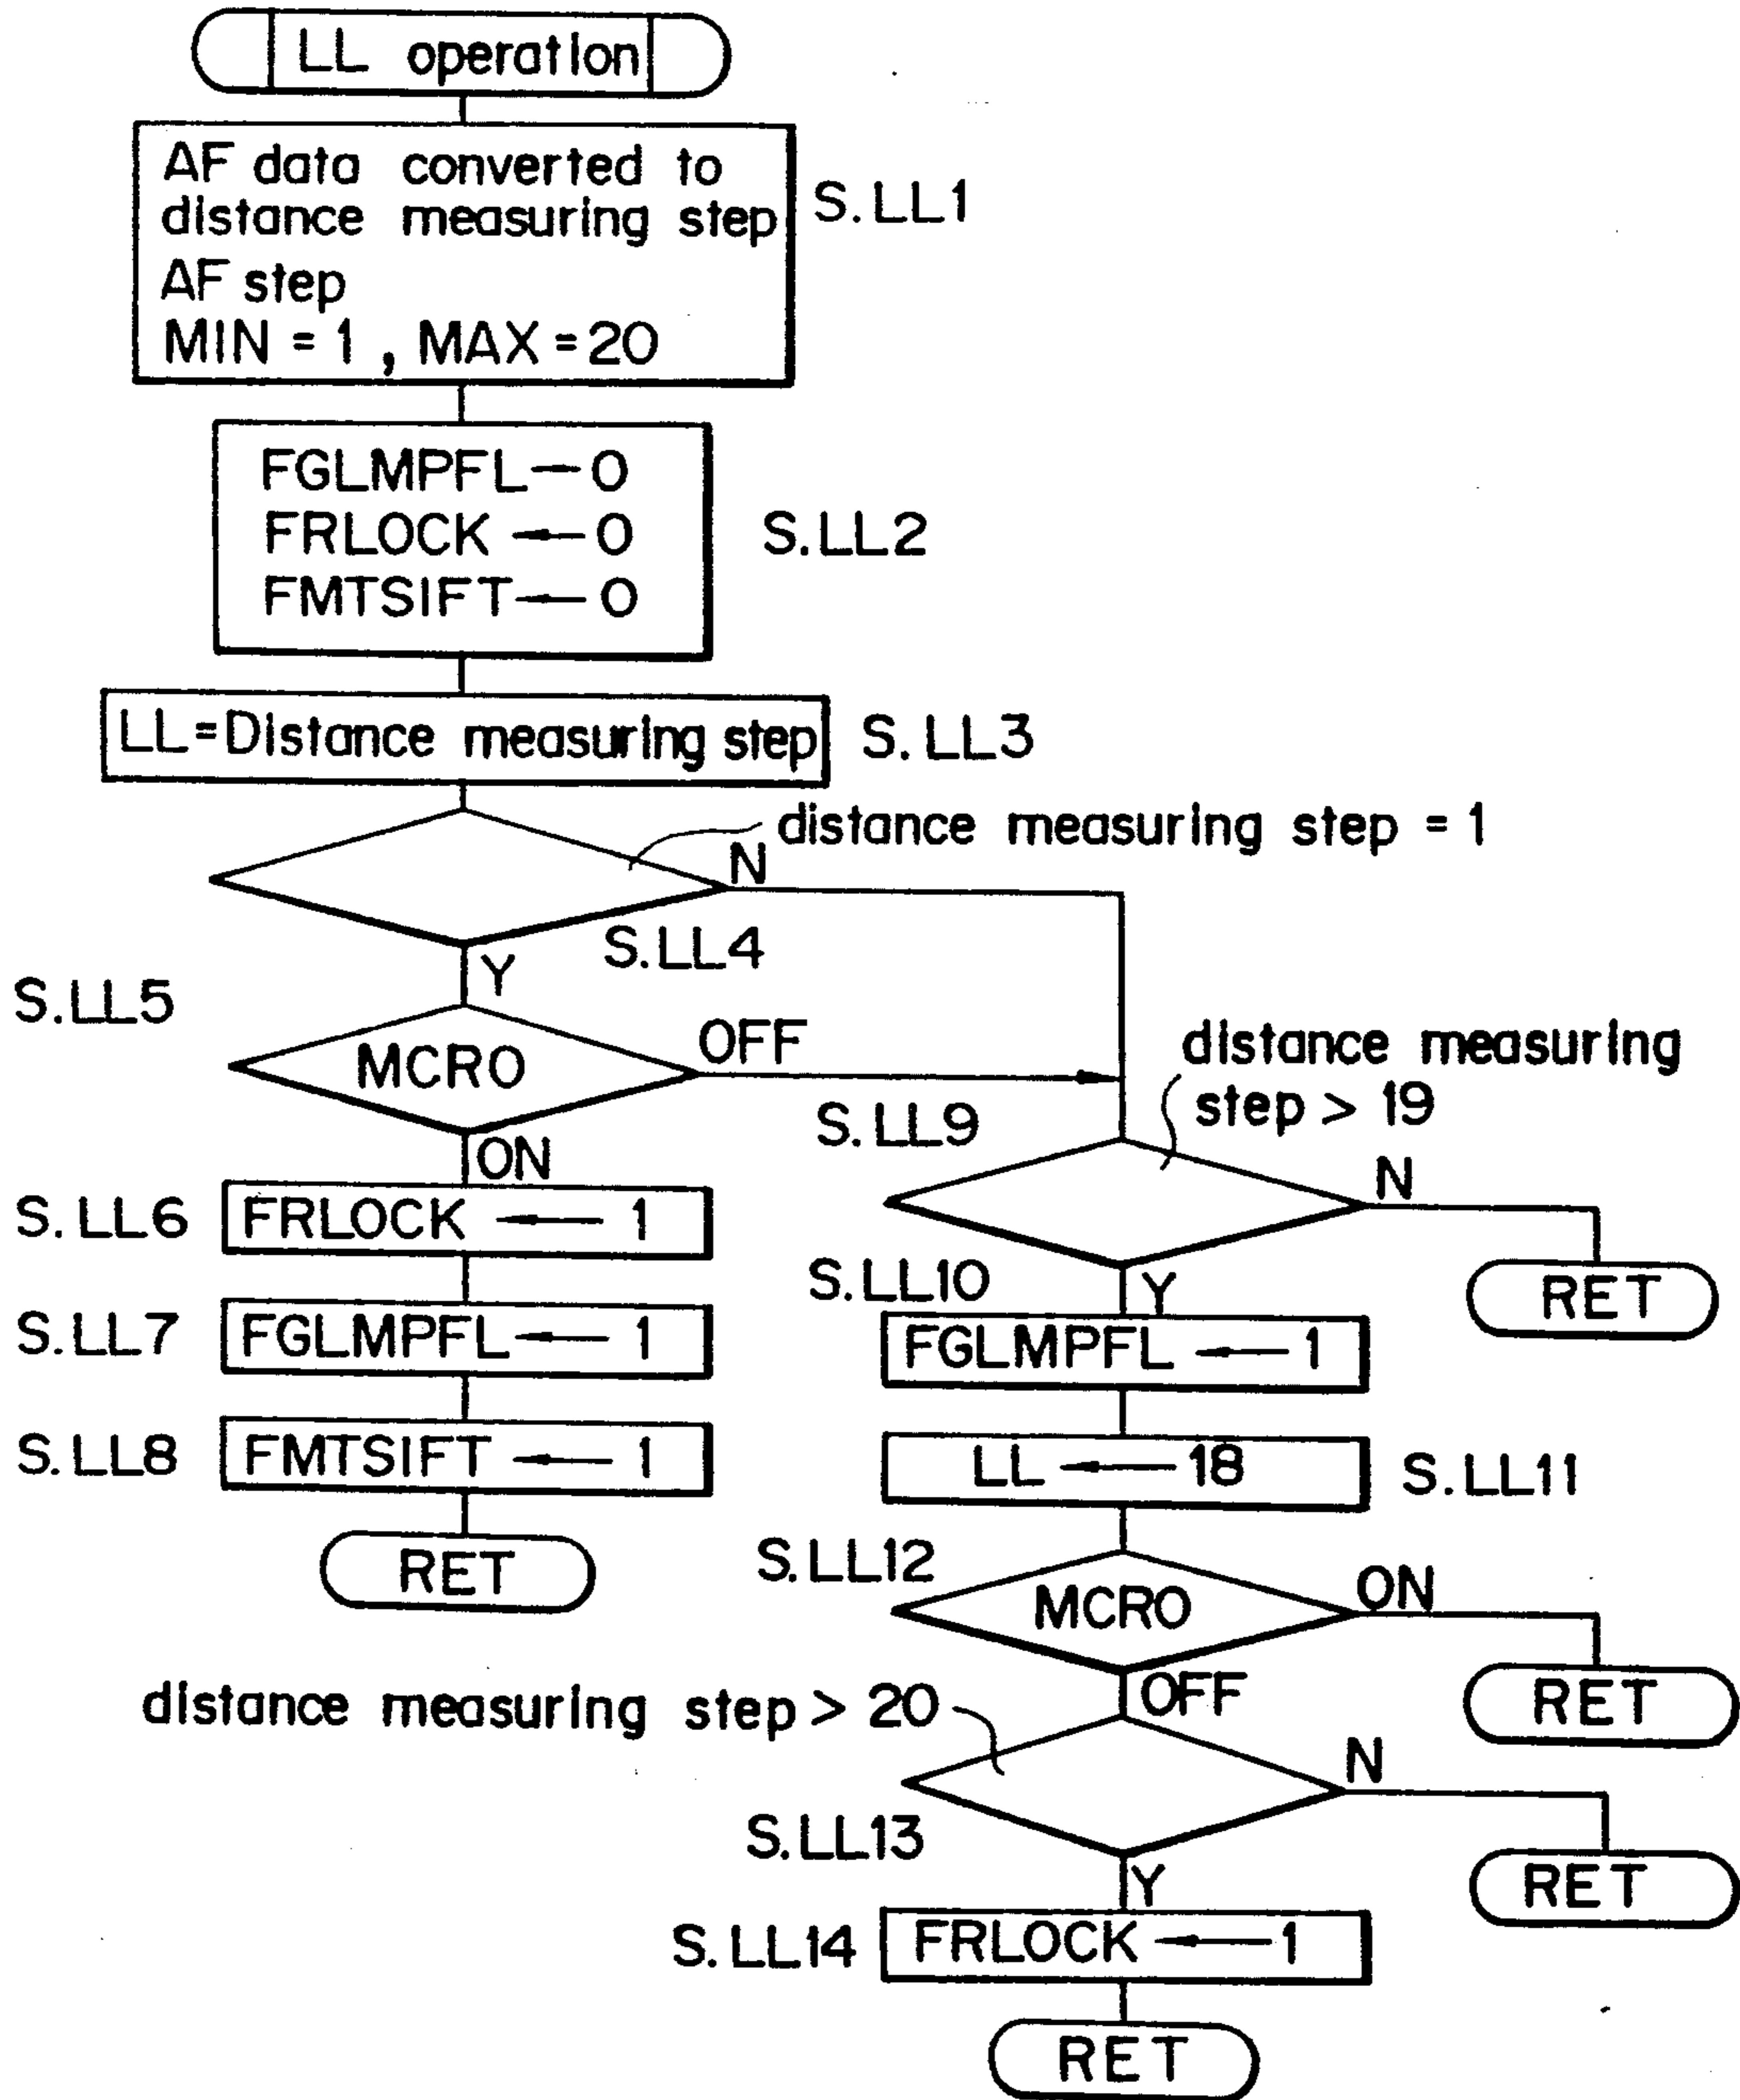 LL operation
AF data converted to
distance measuring step
AF step
MIN = 1 , MAX = 20
S.LL1
FGLMPFL ← 0
FRLOCK ← 0
FMTSIFT ← 0
S.LL2
LL = Distance measuring step
S.LL3
distance measuring step = 1
N
S.LL4
Y
S.LL5
MCRO
OFF
ON
S.LL6
FRLOCK ← 1
S.LL7
FGLMPFL ← 1
S.LL8
FMTSIFT ← 1
RET
distance measuring
step > 19
S.LL9
N
RET
Y
S.LL10
FGLMPFL ← 1
LL ← 18
S.LL11
S.LL12
MCRO
ON
RET
OFF
distance measuring step > 20
N
RET
S.LL13
Y
S.LL14
FRLOCK ← 1
RET